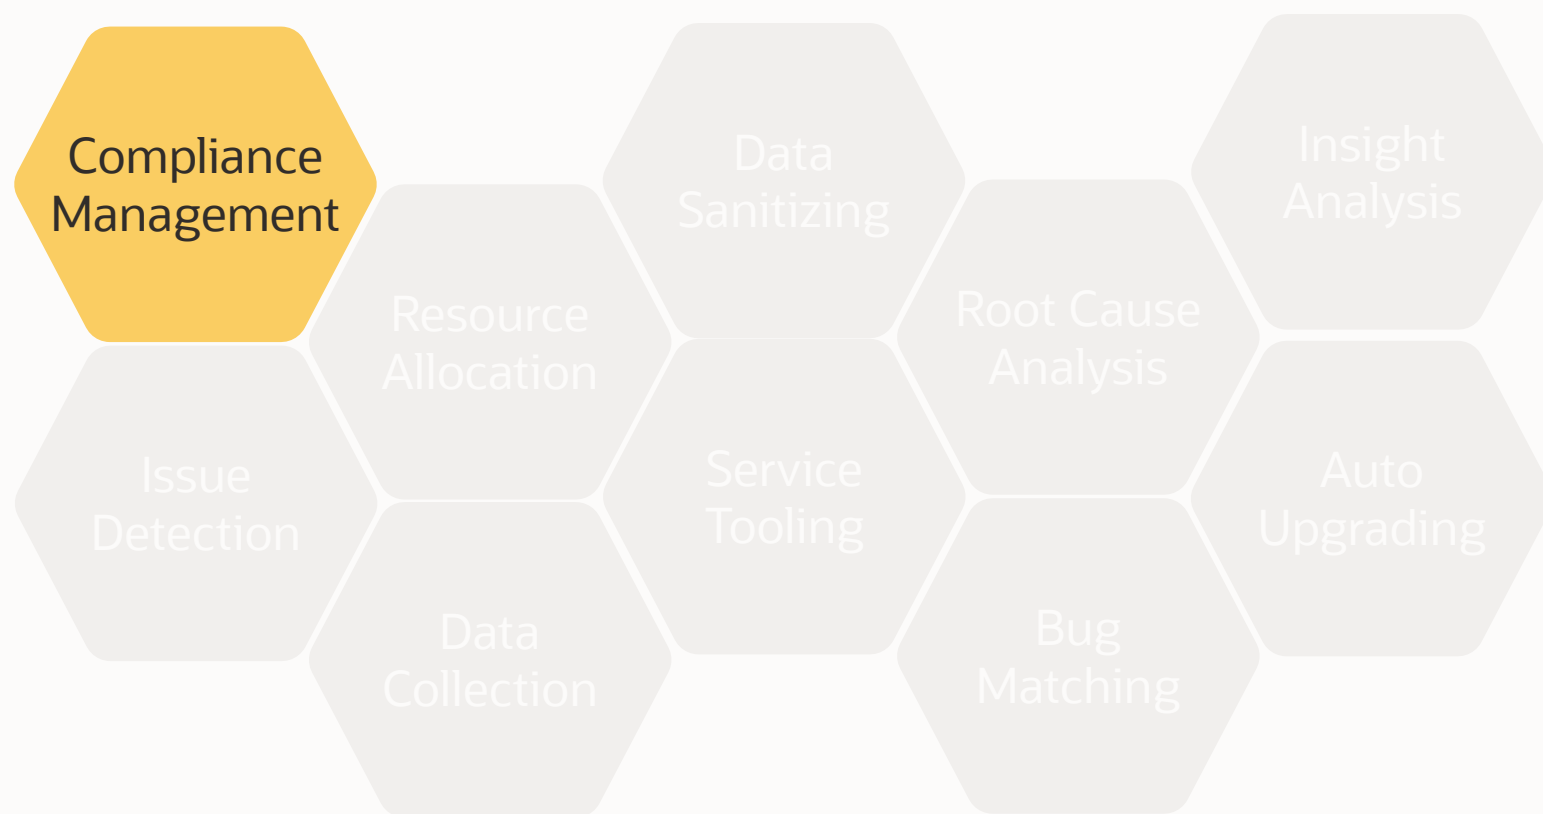 Compliance
Management
Issue
Detection
Resource
Allocation
Data
Collection
Data
Sanitizing
Service
Tooling
Root Cause
Analysis
Bug
Matching
Insight
Analysis
Auto
Upgrading